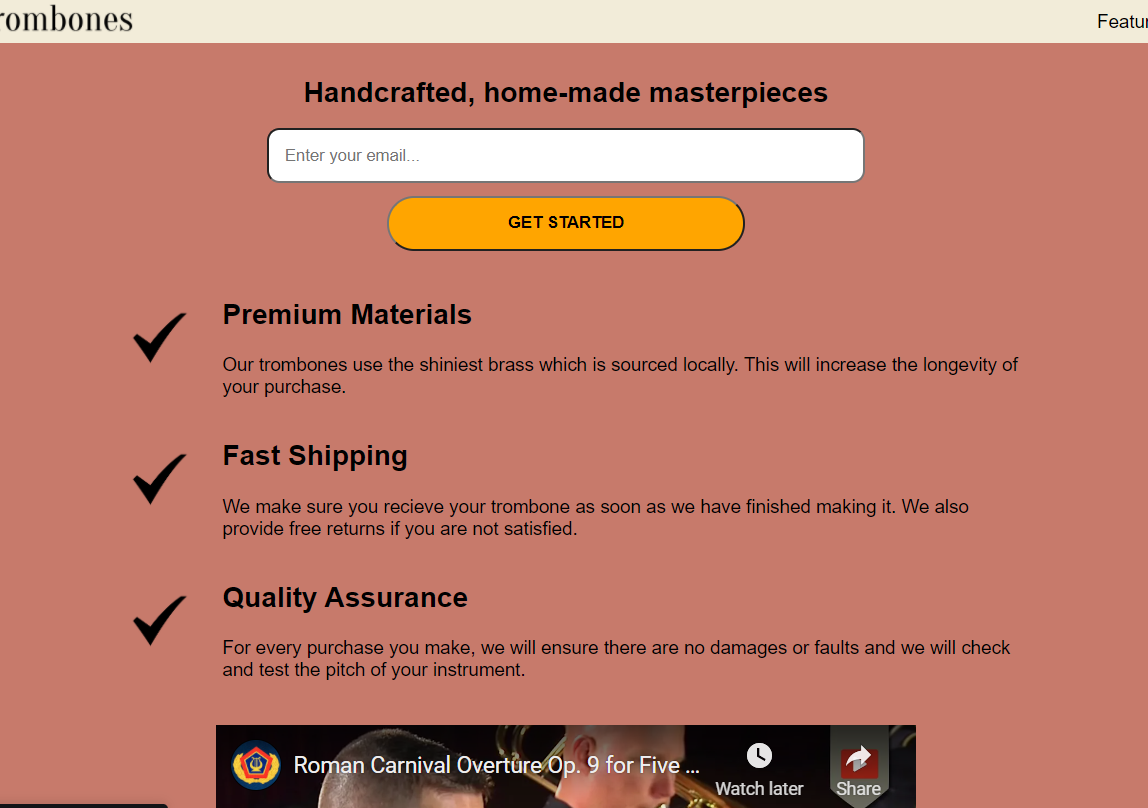 rombones
Featur
Handcrafted, home-made masterpieces
Enter your email...
GET STARTED
Premium Materials
Our trombones use the shiniest brass which is sourced locally. This will increase the longevity of
your purchase.
Fast Shipping
We make sure you recieve your trombone as soon as we have finished making it. We also
provide free returns if you are not satisfied.
Quality Assurance
For every purchase you make, we will ensure there are no damages or faults and we will check
and test the pitch of your instrument.
Roman Carnival Overture Op. 9 for Five ...
Watch later
Share